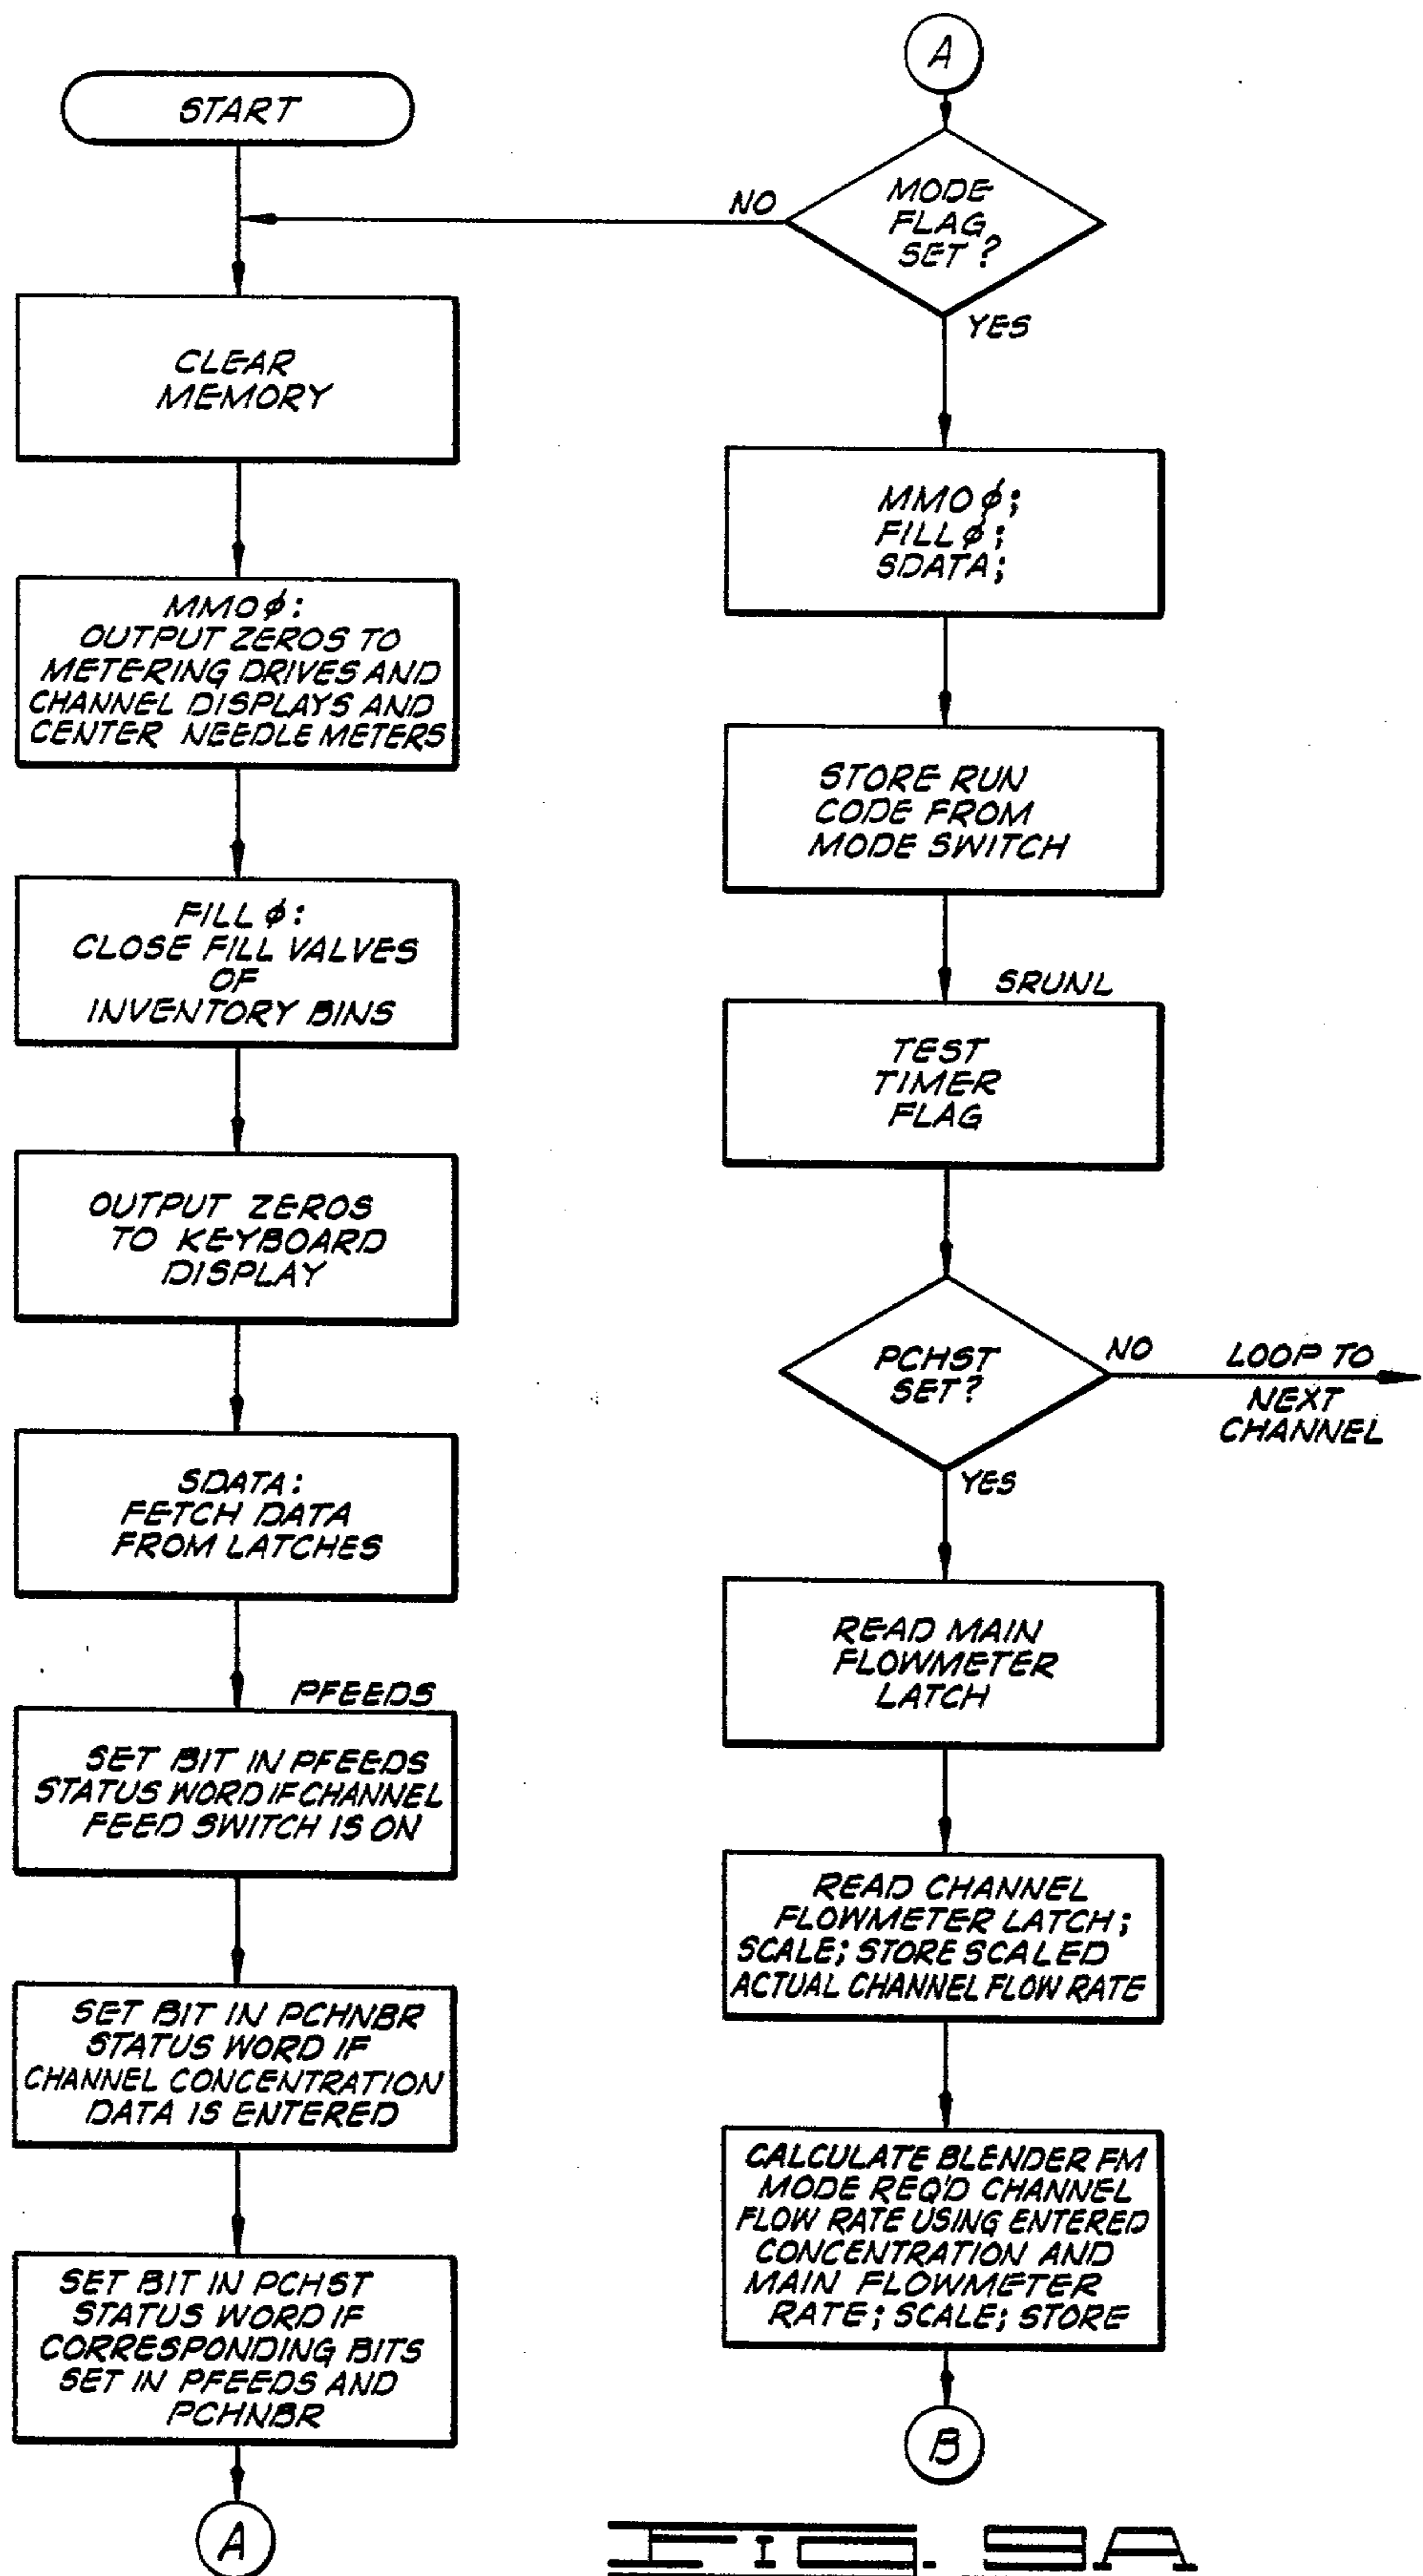 START
CLEAR
MEMORY
MMO φ:
OUTPUT ZEROS TO
METERING DRIVES AND
CHANNEL DISPLAYS AND
CENTER NEEDLE METERS
FILL φ:
CLOSE FILL VALVES
OF
INVENTORY BINS
OUTPUT ZEROS
TO KEYBOARD
DISPLAY
SDATA:
FETCH DATA
FROM LATCHES
PFEEDS
SET BIT IN PFEEDS
STATUS WORD IF CHANNEL
FEED SWITCH IS ON
SET BIT IN PCHNBR
STATUS WORD IF
CHANNEL CONCENTRATION
DATA IS ENTERED
SET BIT IN PCHST
STATUS WORD IF
CORRESPONDING BITS
SET IN PFEEDS AND
PCHNBR
A
A
MODE
FLAG
SET?
NO
YES
MMO φ;
FILL φ;
SDATA;
STORE RUN
CODE FROM
MODE SWITCH
SRUNL
TEST
TIMER
FLAG
PCHST
SET?
NO
LOOP TO
NEXT
CHANNEL
YES
READ MAIN
FLOWMETER
LATCH
READ CHANNEL
FLOWMETER LATCH;
SCALE; STORE SCALED
ACTUAL CHANNEL FLOW RATE
CALCULATE BLENDER FM
MODE REQ'D CHANNEL
FLOW RATE USING ENTERED
CONCENTRATION AND
MAIN FLOWMETER
RATE; SCALE; STORE
B